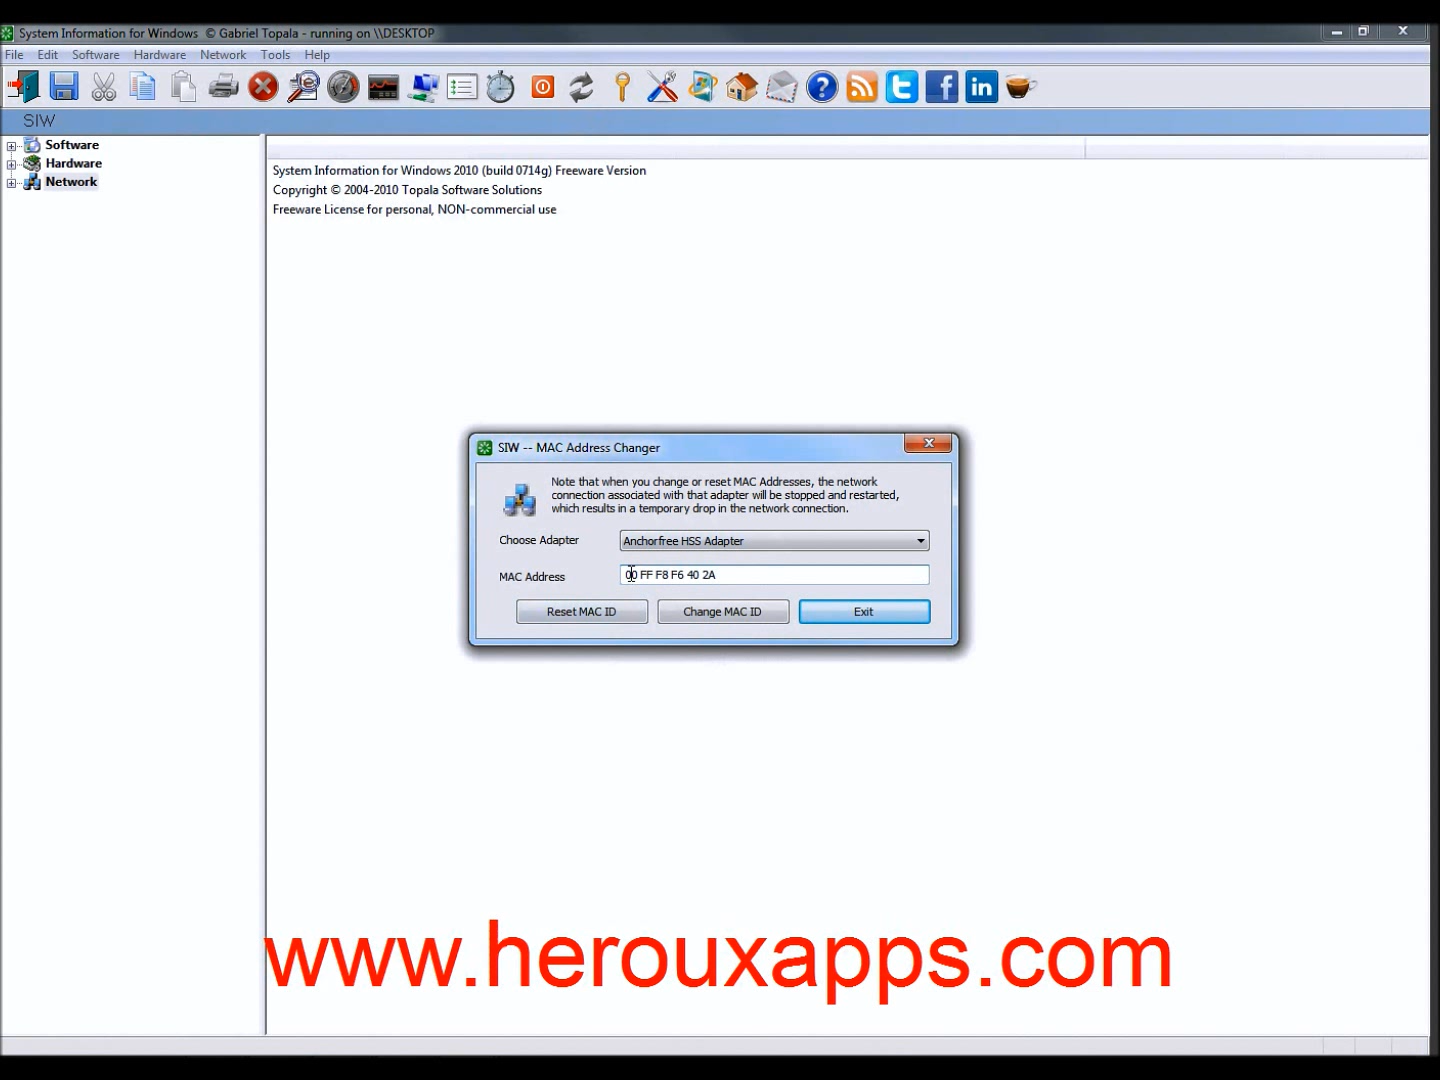 System Information for Windows © Gabriel Topala - running on \\DESKTOP
File Edit Software Hardware Network Tools Help
SIW
Software
Hardware
Network
System Information for Windows 2010 (build 0714g) Freeware Version
Copyright © 2004-2010 Topala Software Solutions
Freeware License for personal, NON-commercial use
SIW -- MAC Address Changer
Note that when you change or reset MAC Addresses, the network
connection associated with that adapter will be stopped and restarted,
which results in a temporary drop in the network connection.
Choose Adapter Anchorfree HSS Adapter
MAC Address 00 FF F8 F6 40 2A
Reset MAC ID Change MAC ID Exit
www.herouxapps.com